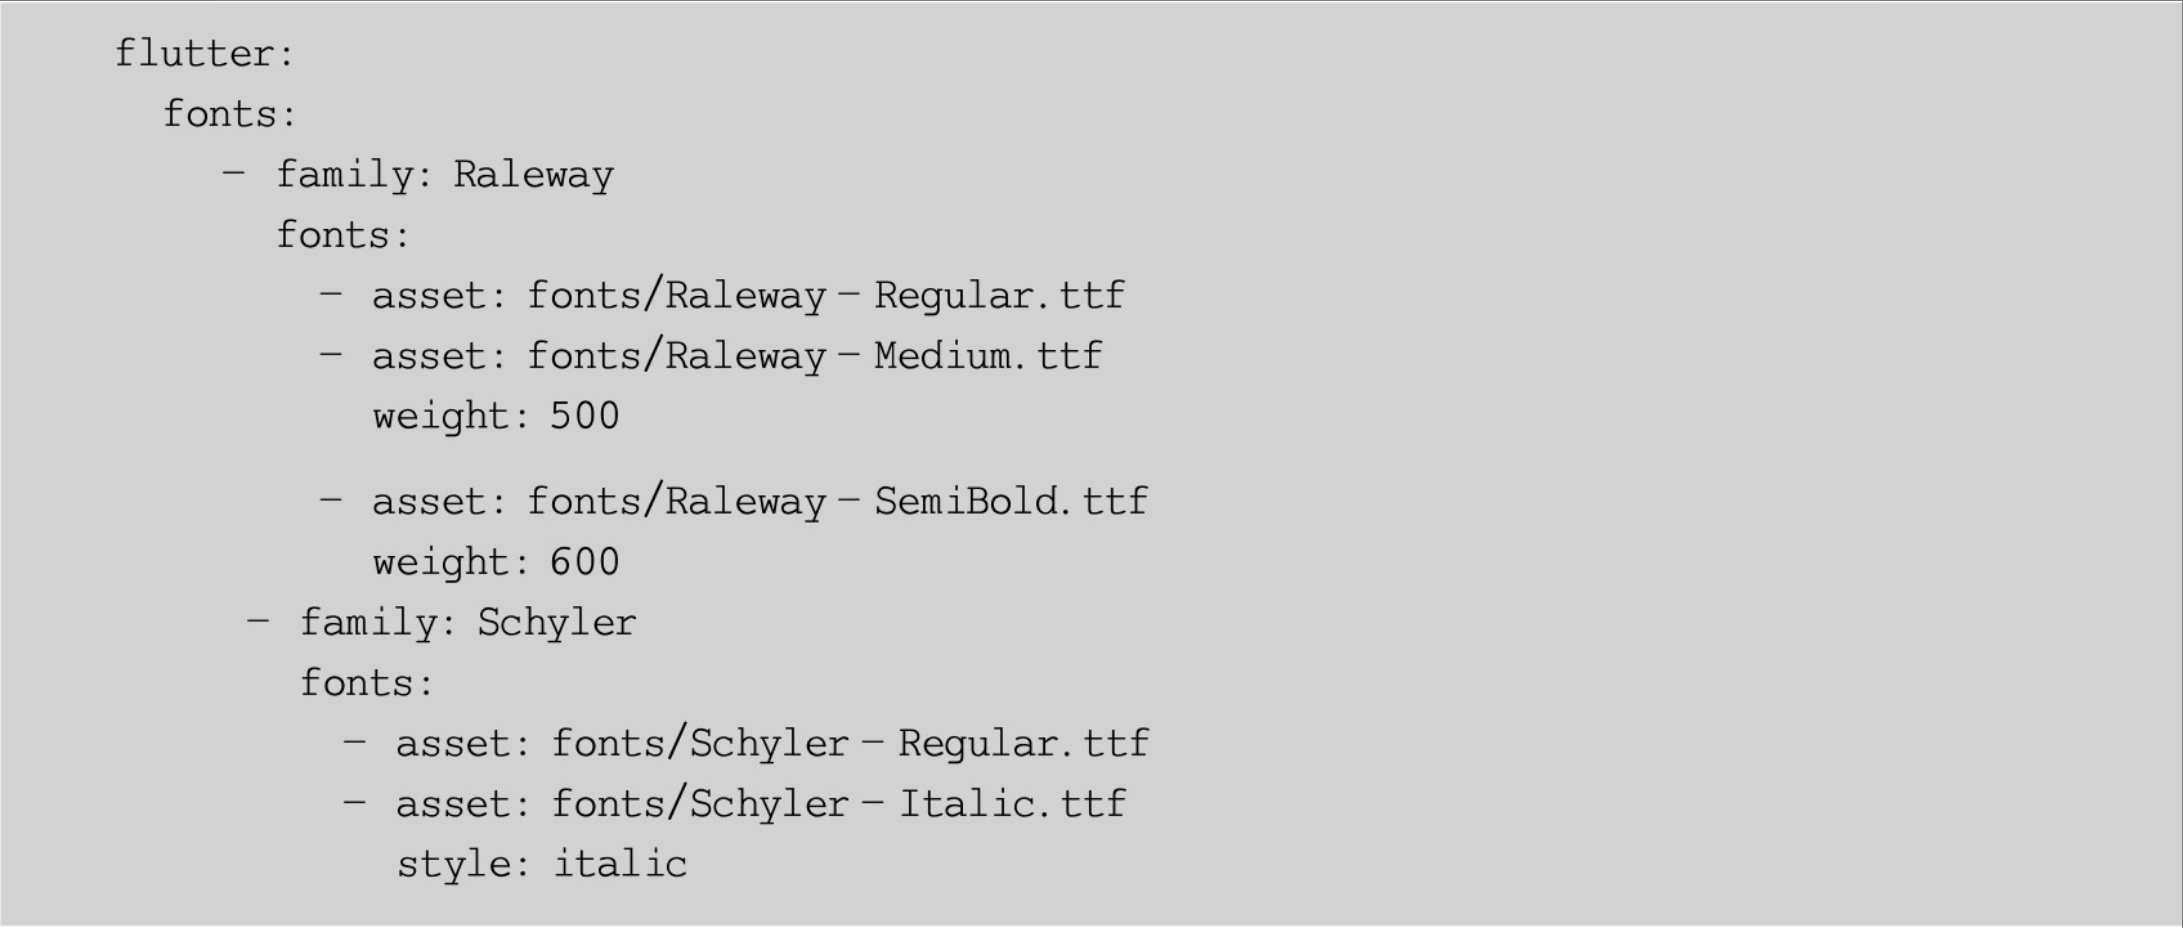 flutter:
  fonts:
    - family: Raleway
      fonts:
        - asset: fonts/Raleway-Regular.ttf
        - asset: fonts/Raleway-Medium.ttf
          weight: 500
        - asset: fonts/Raleway-SemiBold.ttf
          weight: 600
     - family: Schyler
       fonts:
         - asset: fonts/Schyler-Regular.ttf
         - asset: fonts/Schyler-Italic.ttf
           style: italic